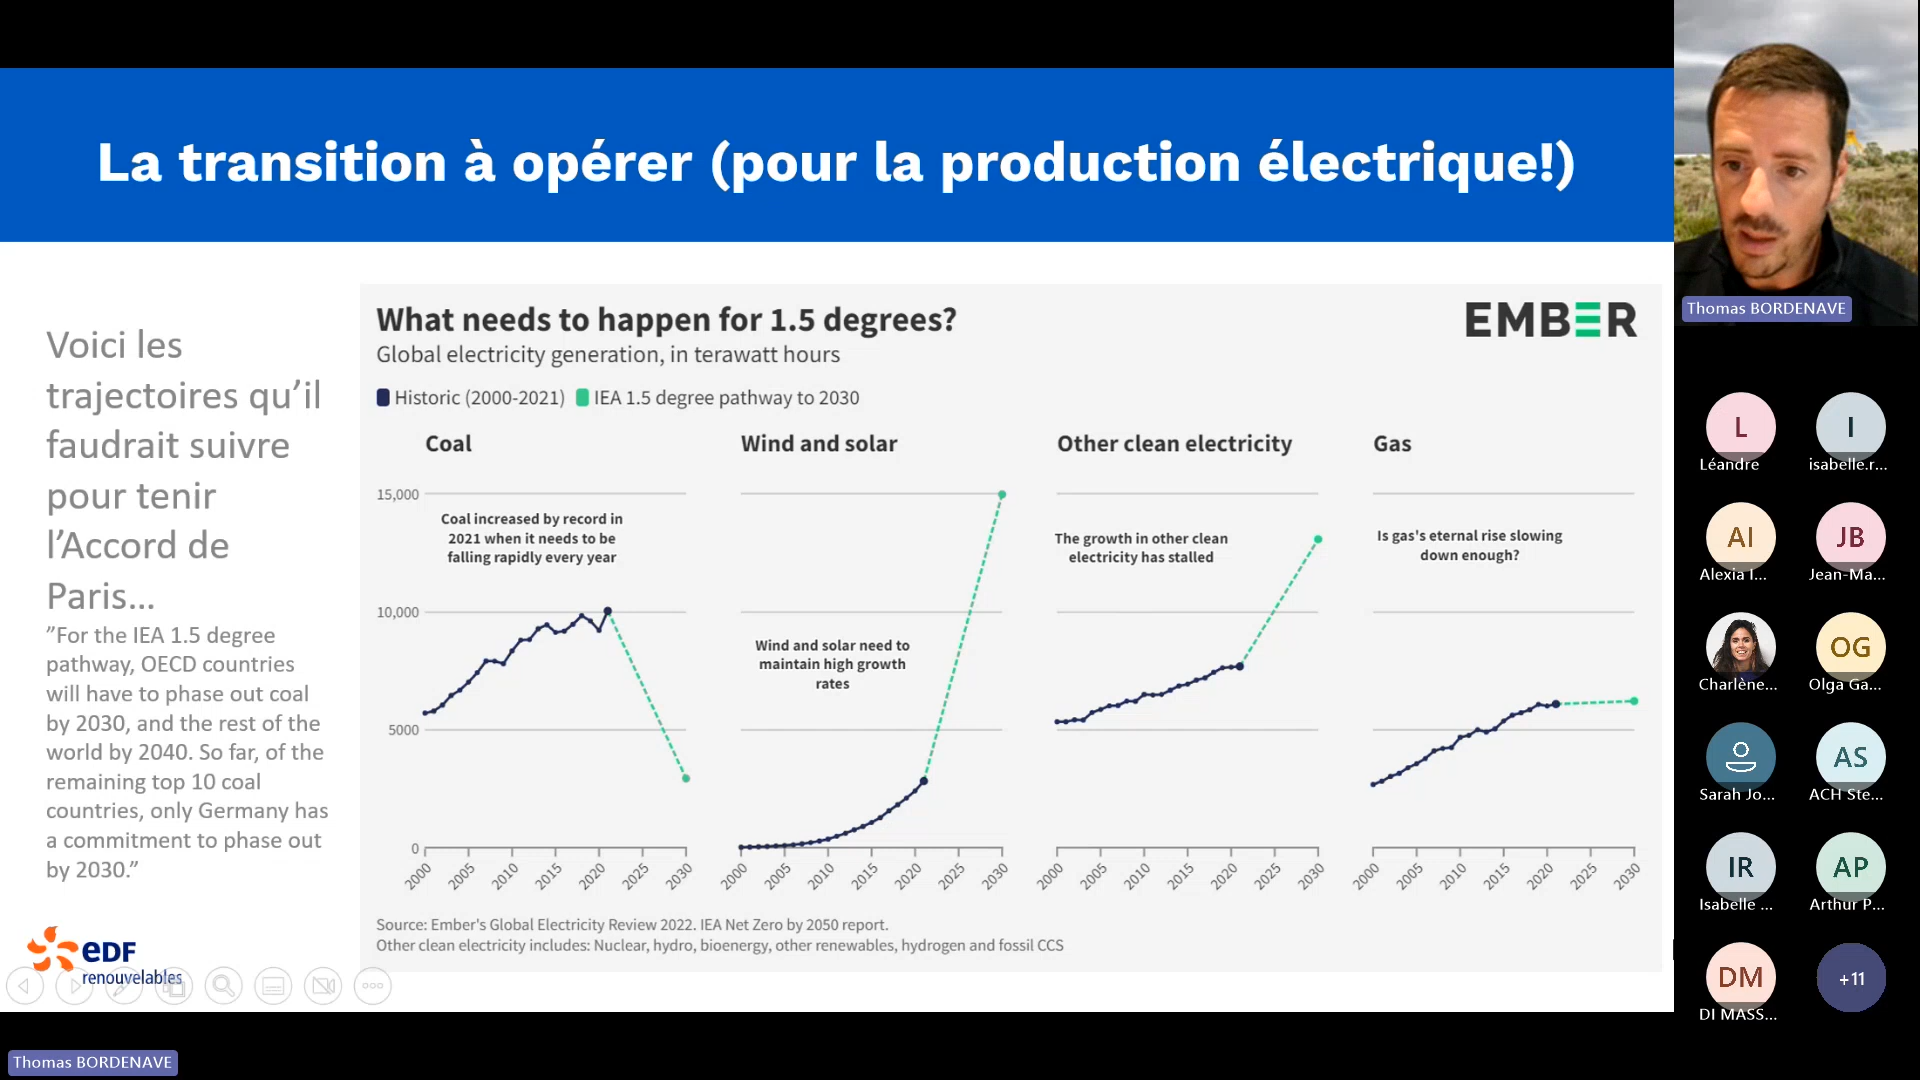 La transition à opérer (pour la production électrique!)
Voici les
trajectoires qu’il
faudrait suivre
pour tenir
l’Accord de
Paris…
”For the IEA 1.5 degree
pathway, OECD countries
will have to phase out coal
by 2030, and the rest of the
world by 2040. So far, of the
remaining top 10 coal
countries, only Germany has
a commitment to phase out
by 2030.”
EDF
renouvelables
What needs to happen for 1.5 degrees?
Global electricity generation, in terawatt hours
EMBER
Historic (2000-2021)
IEA 1.5 degree pathway to 2030
Coal
15,000
10,000
5000
0
Coal increased by record in
2021 when it needs to be
falling rapidly every year
2000 2005 2010 2015 2020 2025 2030
Wind and solar
Wind and solar need to
maintain high growth
rates
2000 2005 2010 2015 2020 2025 2030
Other clean electricity
The growth in other clean
electricity has stalled
2000 2005 2010 2015 2020 2025 2030
Gas
Is gas's eternal rise slowing
down enough?
2000 2005 2010 2015 2020 2025 2030
Source: Ember's Global Electricity Review 2022. IEA Net Zero by 2050 report.
Other clean electricity includes: Nuclear, hydro, bioenergy, other renewables, hydrogen and fossil CCS
Thomas BORDENAVE
L
Léandre
I
isabelle.r...
AI
Alexia I...
JB
Jean-Ma...
Charlène...
OG
Olga Ga...
Sarah Jo...
AS
ACH Ste...
IR
Isabelle ...
AP
Arthur P...
DM
DI MASS...
+11
Thomas BORDENAVE